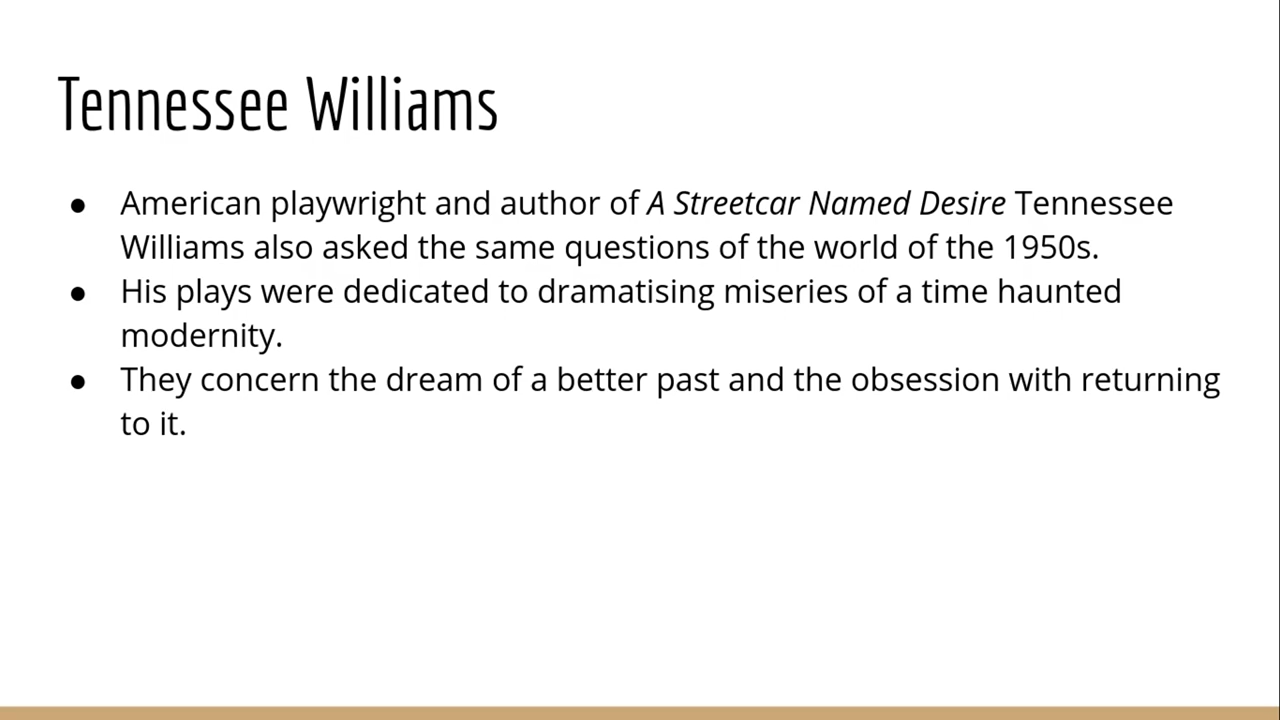 Tennessee Williams
● American playwright and author of A Streetcar Named Desire Tennessee
Williams also asked the same questions of the world of the 1950s.
● His plays were dedicated to dramatising miseries of a time haunted
modernity.
● They concern the dream of a better past and the obsession with returning
to it.